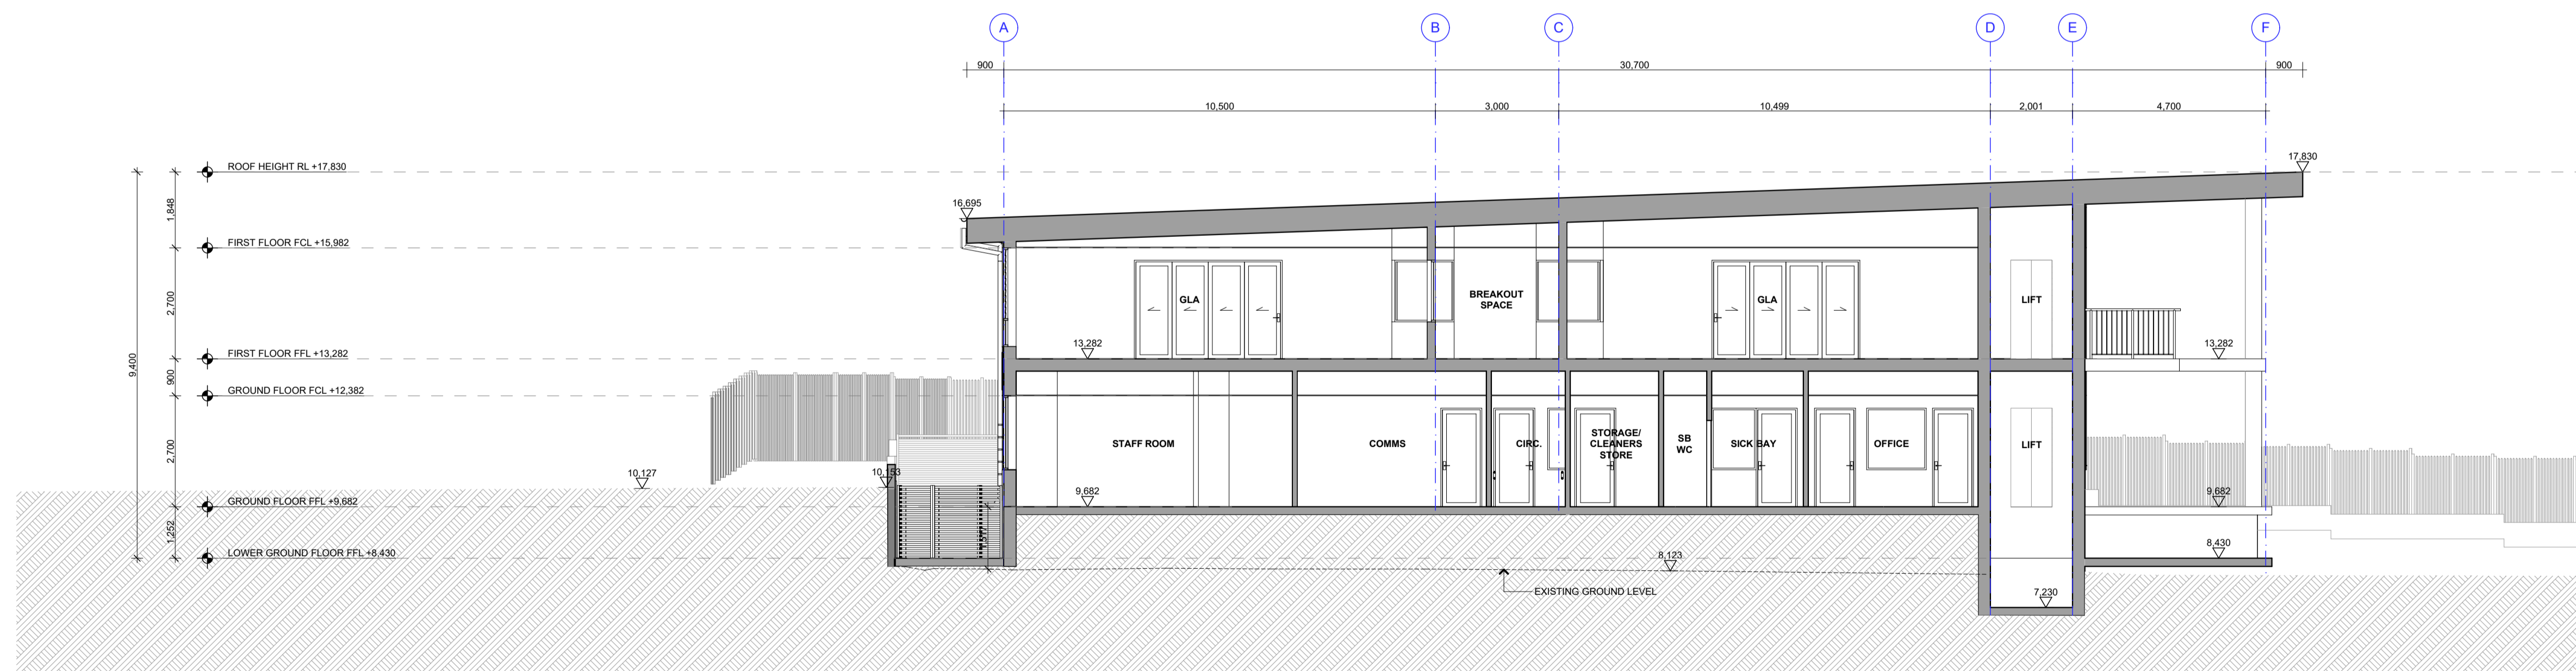 A
B
C
D
E
F
900
30,700
900
10,500
3,000
10,499
2,001
4,700
ROOF HEIGHT RL +17,830
17,830
1,848
16,695
FIRST FLOOR FCL +15,982
2,700
9,400
GLA
BREAKOUT
SPACE
GLA
LIFT
13,282
13,282
FIRST FLOOR FFL +13,282
900
GROUND FLOOR FCL +12,382
2,700
STAFF ROOM
COMMS
CIRC.
STORAGE/
CLEANERS
STORE
SB
WC
SICK BAY
OFFICE
LIFT
10,127
10,153
9,682
9,682
GROUND FLOOR FFL +9,682
1,252
LOWER GROUND FLOOR FFL +8,430
8,430
8,123
EXISTING GROUND LEVEL
7,230